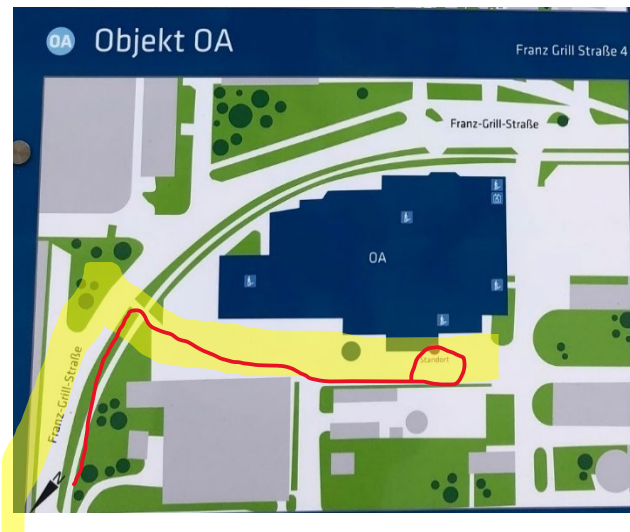 OA Objekt OA
Franz Grill Straße 4
Franz-Grill-Straße
OA
Standort
Franz-Grill-Straße
N